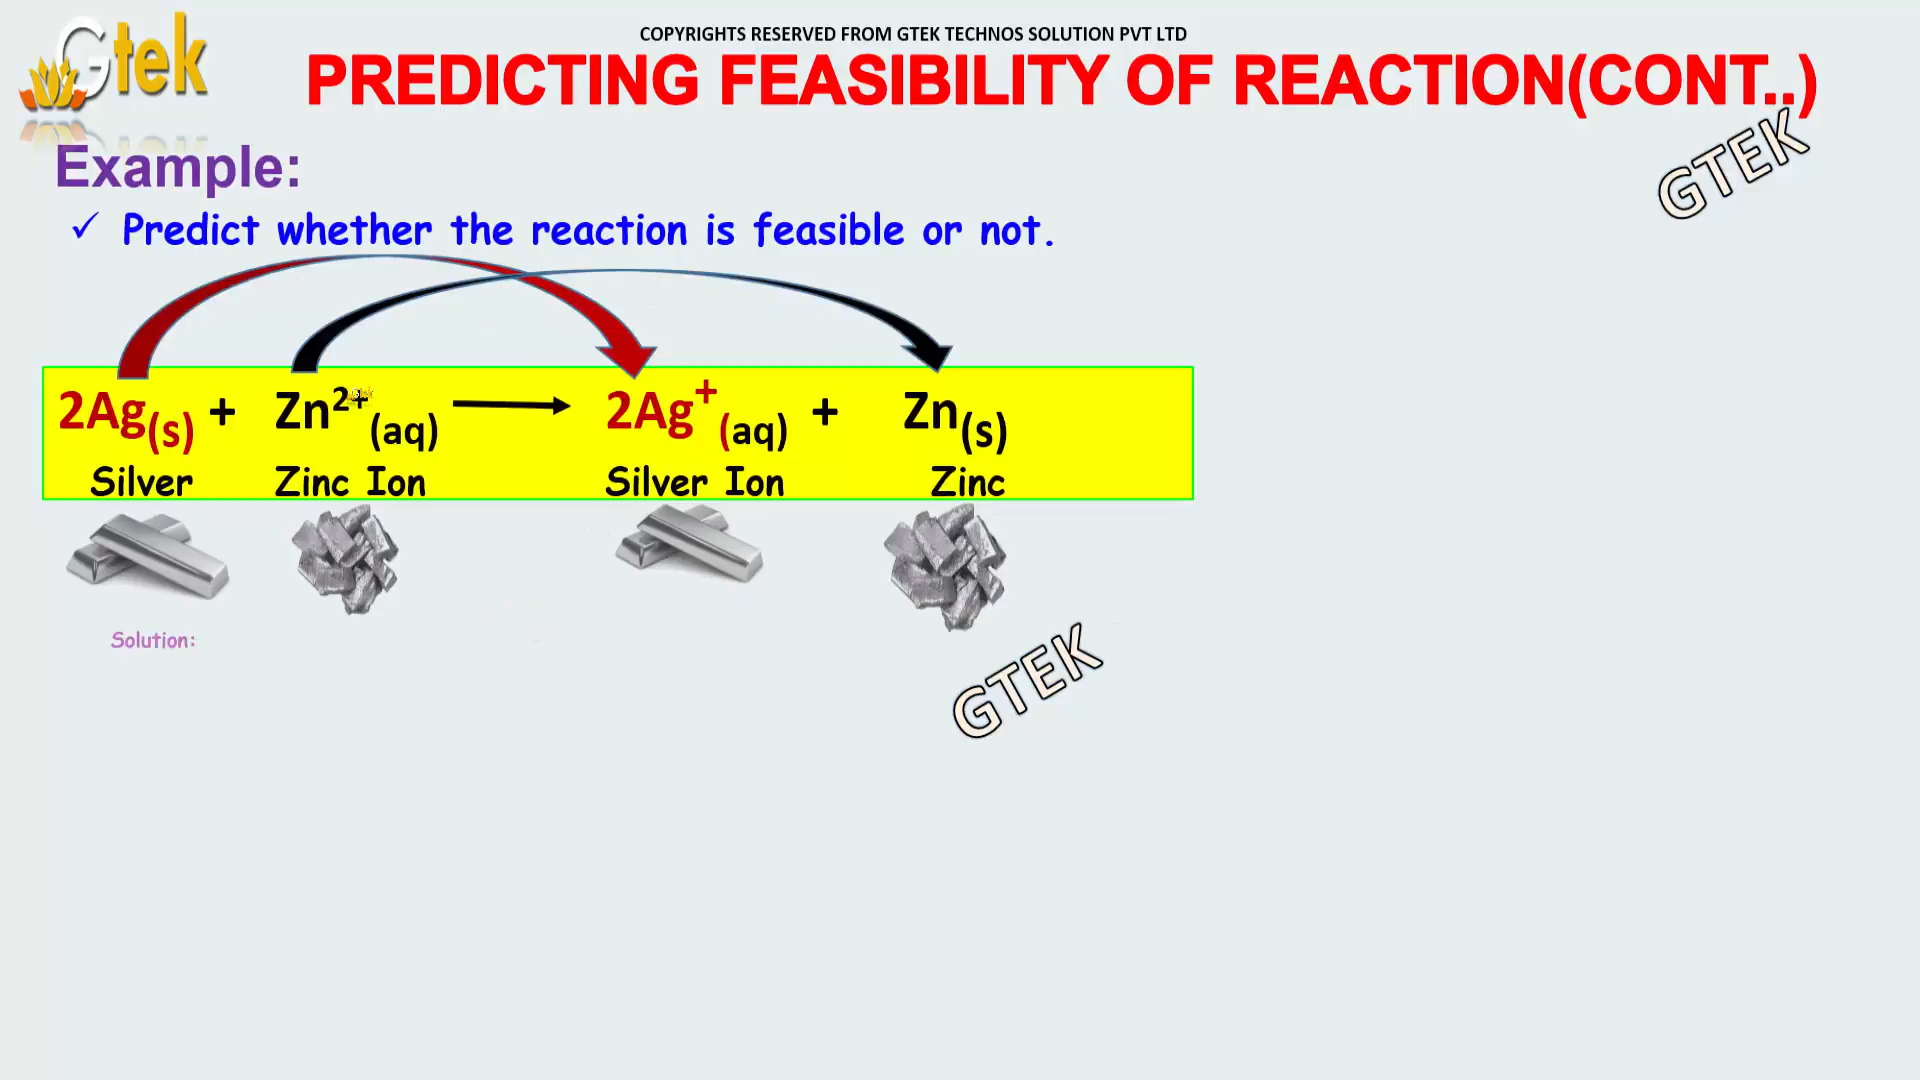 Gtek
COPYRIGHTS RESERVED FROM GTEK TECHNOS SOLUTION PVT LTD
PREDICTING FEASIBILITY OF REACTION(CONT..)
GTEK
Example:
✓ Predict whether the reaction is feasible or not.
2Ag(s) + Zn²⁺(aq) ⟶ 2Ag⁺(aq) + Zn(s)
Silver Zinc Ion Silver Ion Zinc
Solution:
GTEK